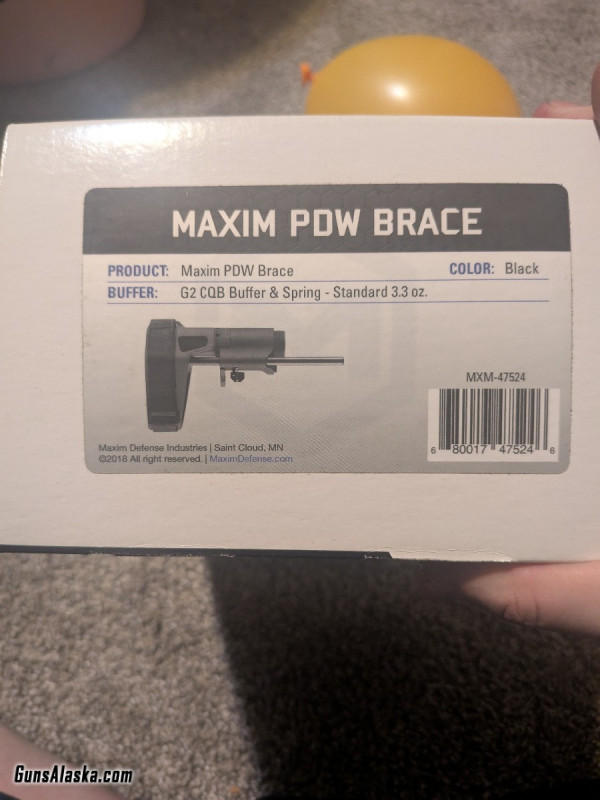 MAXIM PDW BRACE
PRODUCT: Maxim PDW Brace COLOR: Black
BUFFER: G2 CQB Buffer & Spring - Standard 3.3 oz.
MXM-47524
6 80017 47524 6
Maxim Defense Industries | Saint Cloud, MN
©2018 All right reserved. | MaximDefense.com
GunsAlaska.com